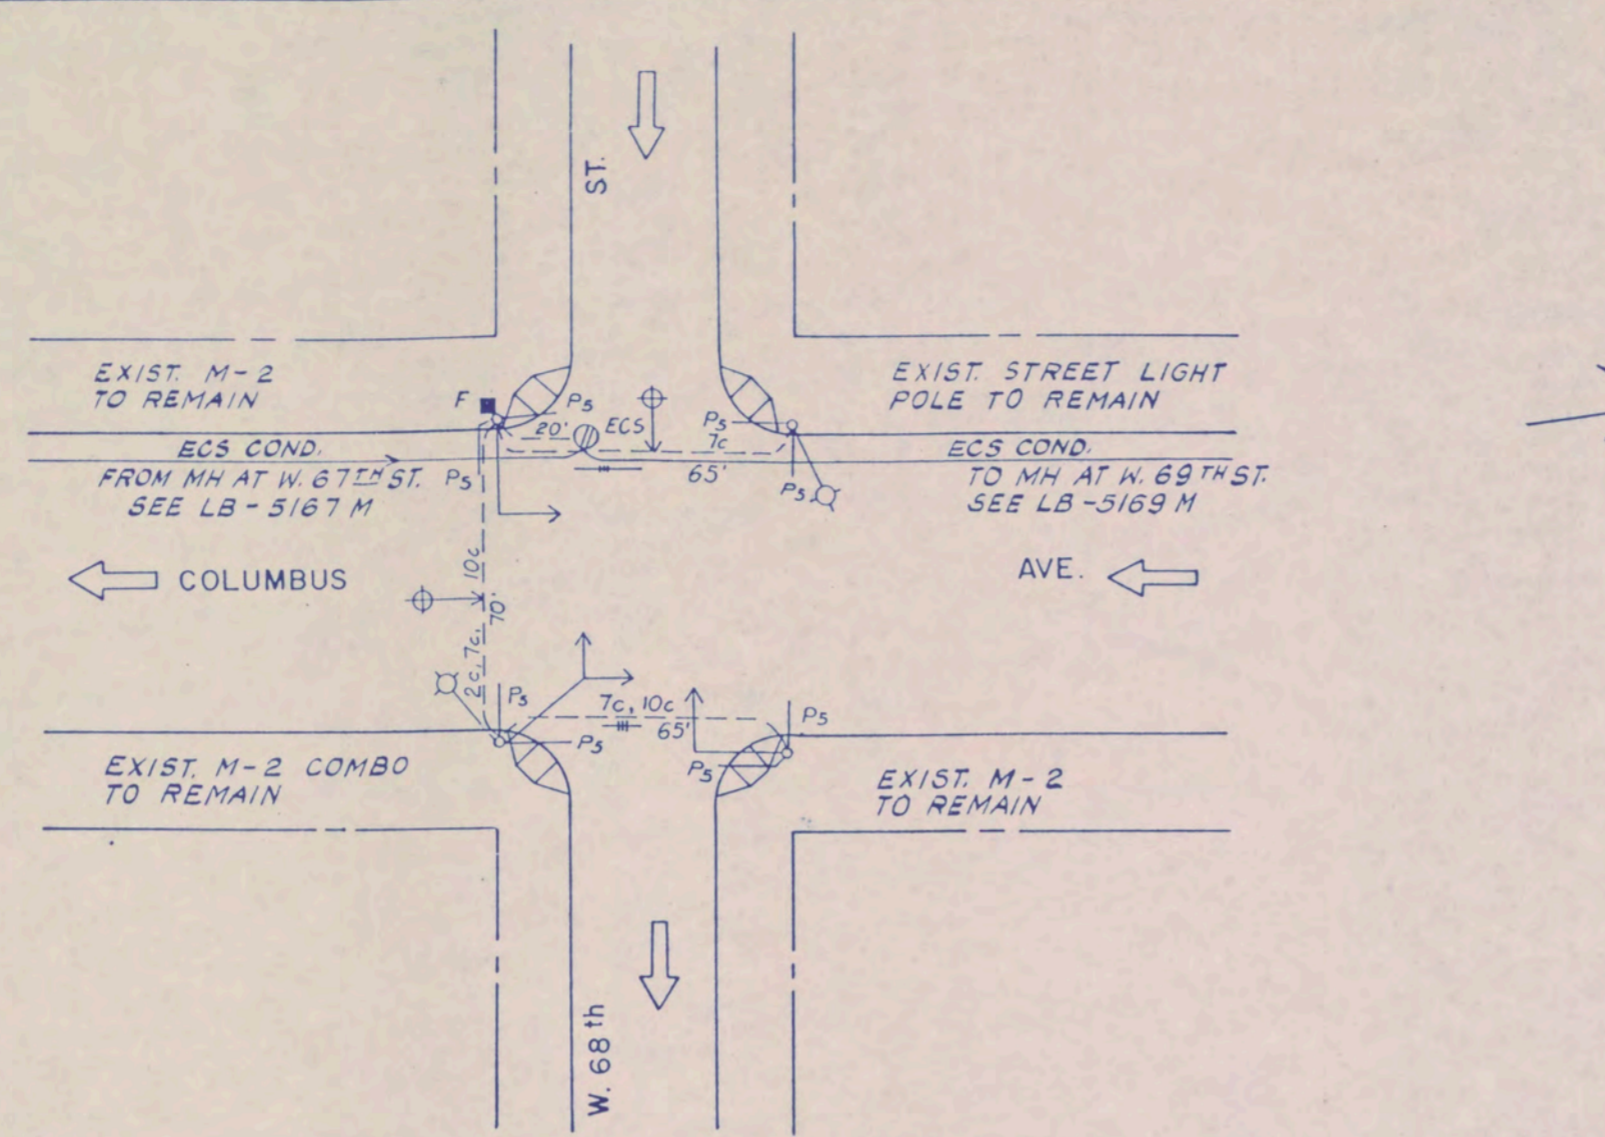 ST.
EXIST. M-2
TO REMAIN
EXIST. STREET LIGHT
POLE TO REMAIN
F
P5
20'
ECS
P5
7c
65'
ECS COND.
FROM MH AT W. 67TH ST.
SEE LB-5167 M
P5
P5
ECS COND.
TO MH AT W. 69TH ST.
SEE LB-5169 M
COLUMBUS
AVE.
2c, 7c, 10c
70'
P5
7c, 10c
65'
P5
P5
P5
EXIST. M-2 COMBO
TO REMAIN
EXIST. M-2
TO REMAIN
W. 68th